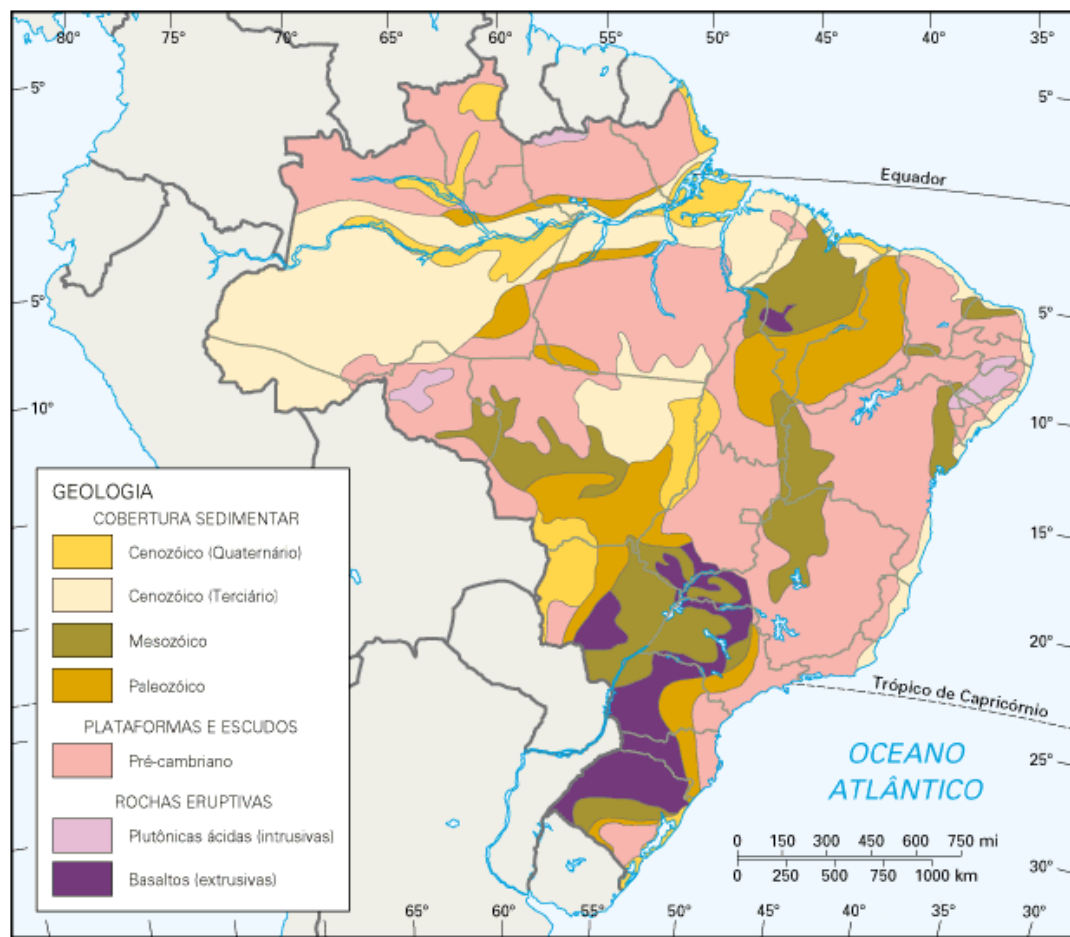 80° 75° 70° 65° 60° 55° 50° 45° 40° 35°
5° 5°
Equador
5° 5°
10° 10°
GEOLOGIA
COBERTURA SEDIMENTAR
Cenozóico (Quaternário)
Cenozóico (Terciário)
Mesozóico
Paleozóico
PLATAFORMAS E ESCUDOS
Pré-cambriano
ROCHAS ERUPTIVAS
Plutônicas ácidas (intrusivas)
Basaltos (extrusivas)
15°
20°
Trópico de Capricórnio
25°
OCEANO
ATLÂNTICO
0 150 300 450 600 750 mi
0 250 500 750 1000 km
30°
65° 60° 55° 50° 45° 40° 35° 30°